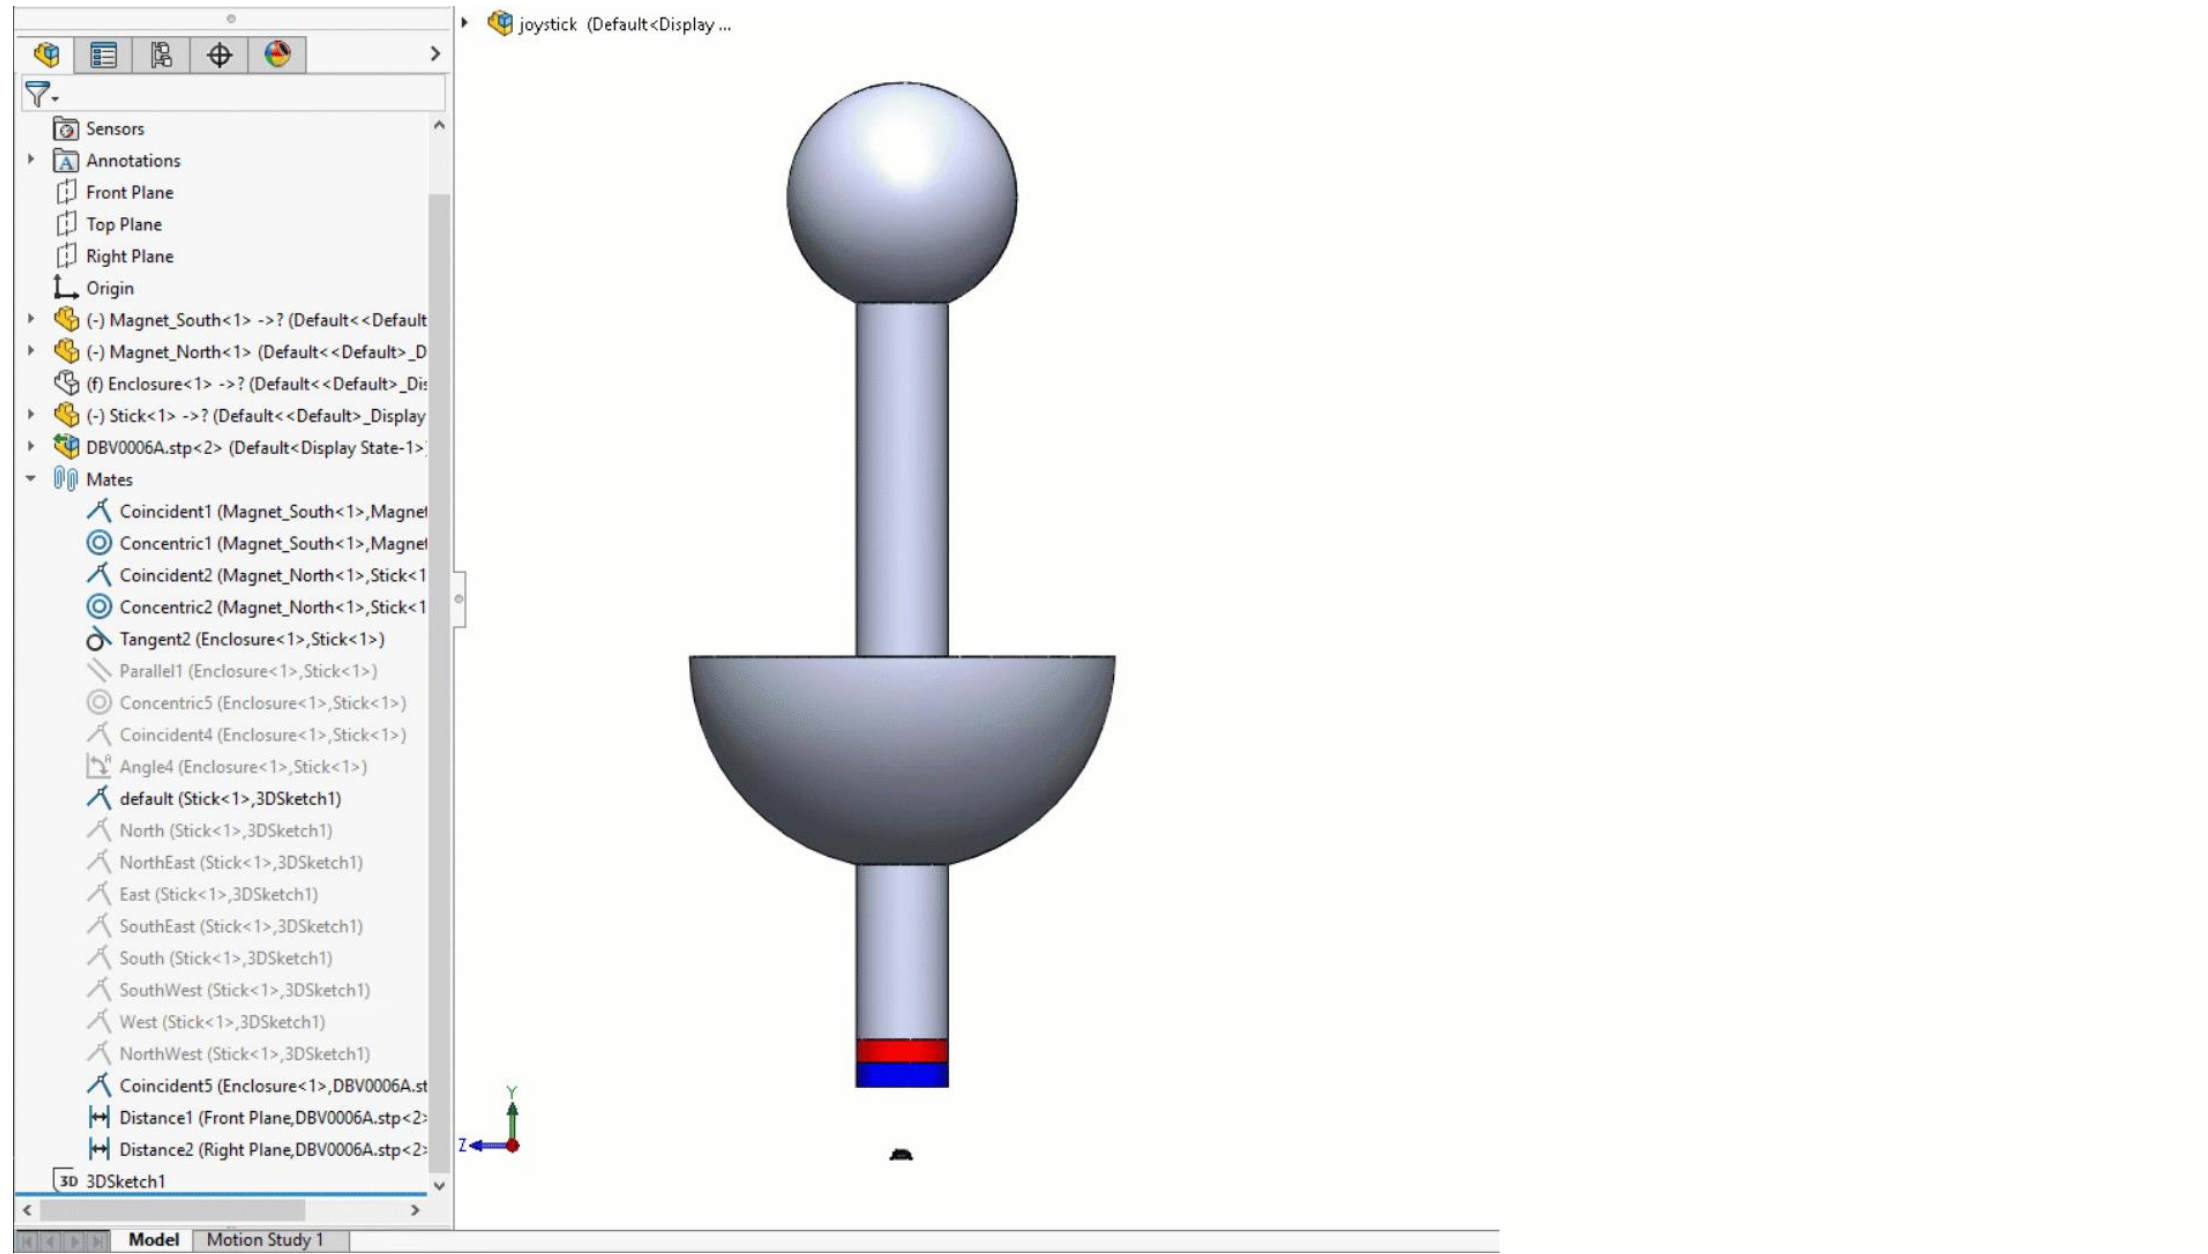 joystick (Default<Display ...
Sensors
Annotations
Front Plane
Top Plane
Right Plane
Origin
(-) Magnet_South<1> ->? (Default<<Default
(-) Magnet_North<1> (Default<<Default>_D
(f) Enclosure<1> ->? (Default<<Default>_Dis
(-) Stick<1> ->? (Default<<Default>_Display
DBV0006A.stp<2> (Default<Display State-1>
Mates
Coincident1 (Magnet_South<1>,Magnet
Concentric1 (Magnet_South<1>,Magnet
Coincident2 (Magnet_North<1>,Stick<1
Concentric2 (Magnet_North<1>,Stick<1
Tangent2 (Enclosure<1>,Stick<1>)
Parallel1 (Enclosure<1>,Stick<1>)
Concentric5 (Enclosure<1>,Stick<1>)
Coincident4 (Enclosure<1>,Stick<1>)
Angle4 (Enclosure<1>,Stick<1>)
default (Stick<1>,3DSketch1)
North (Stick<1>,3DSketch1)
NorthEast (Stick<1>,3DSketch1)
East (Stick<1>,3DSketch1)
SouthEast (Stick<1>,3DSketch1)
South (Stick<1>,3DSketch1)
SouthWest (Stick<1>,3DSketch1)
West (Stick<1>,3DSketch1)
NorthWest (Stick<1>,3DSketch1)
Coincident5 (Enclosure<1>,DBV0006A.st
Distance1 (Front Plane,DBV0006A.stp<2>
Distance2 (Right Plane,DBV0006A.stp<2>
3D 3DSketch1
Y
Z
Model Motion Study 1